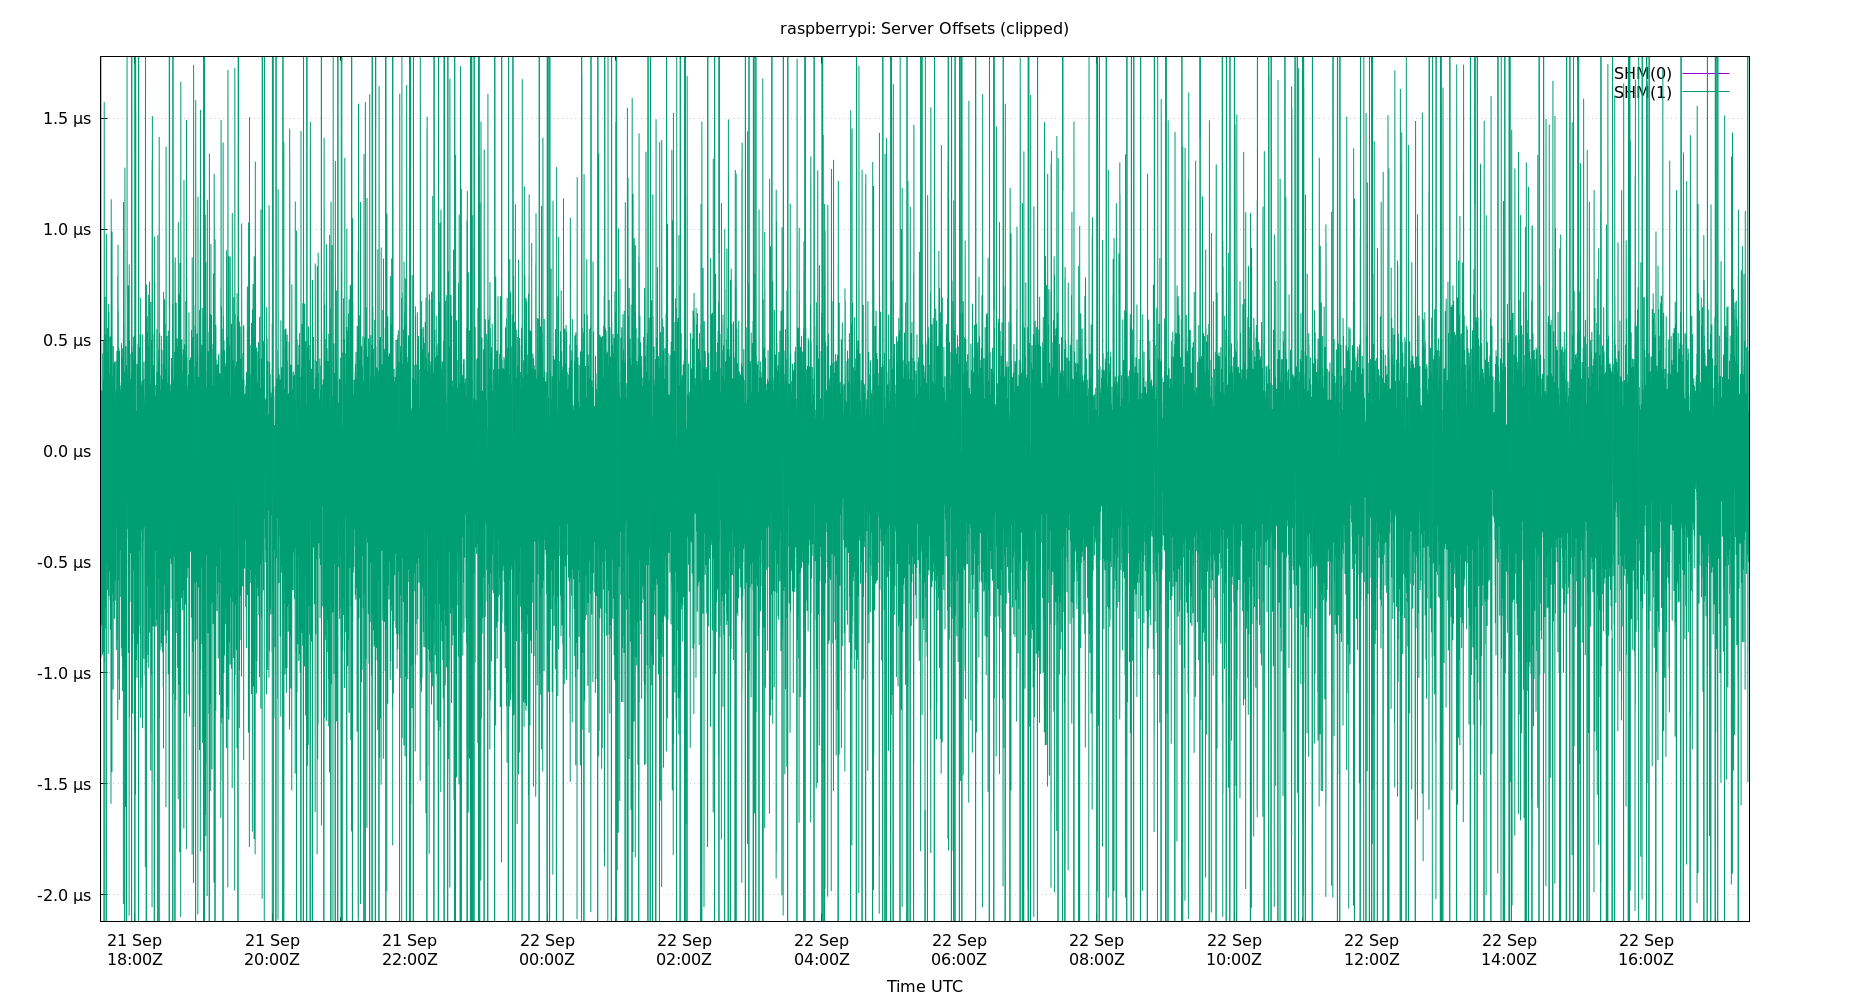 raspberrypi: Server Offsets (clipped)
SHM(0)
SHM(1)
1.5 µs
1.0 µs
0.5 µs
0.0 µs
-0.5 µs
-1.0 µs
-1.5 µs
-2.0 µs
21 Sep 21 Sep 21 Sep 22 Sep 22 Sep 22 Sep 22 Sep 22 Sep 22 Sep 22 Sep 22 Sep 22 Sep
18:00Z 20:00Z 22:00Z 00:00Z 02:00Z 04:00Z 06:00Z 08:00Z 10:00Z 12:00Z 14:00Z 16:00Z
Time UTC